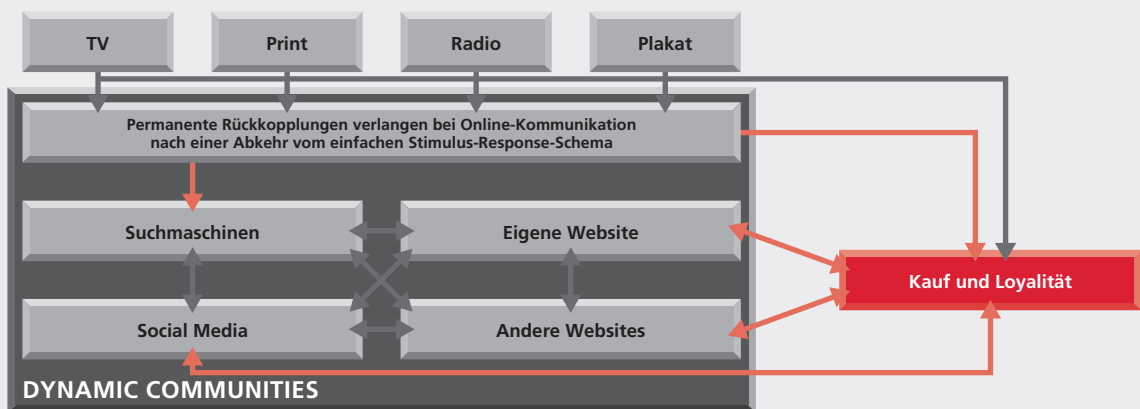 TV
Print
Radio
Plakat
Permanente Rückkopplungen verlangen bei Online-Kommunikation
nach einer Abkehr vom einfachen Stimulus-Response-Schema
Suchmaschinen
Eigene Website
Kauf und Loyalität
Social Media
Andere Websites
DYNAMIC COMMUNITIES